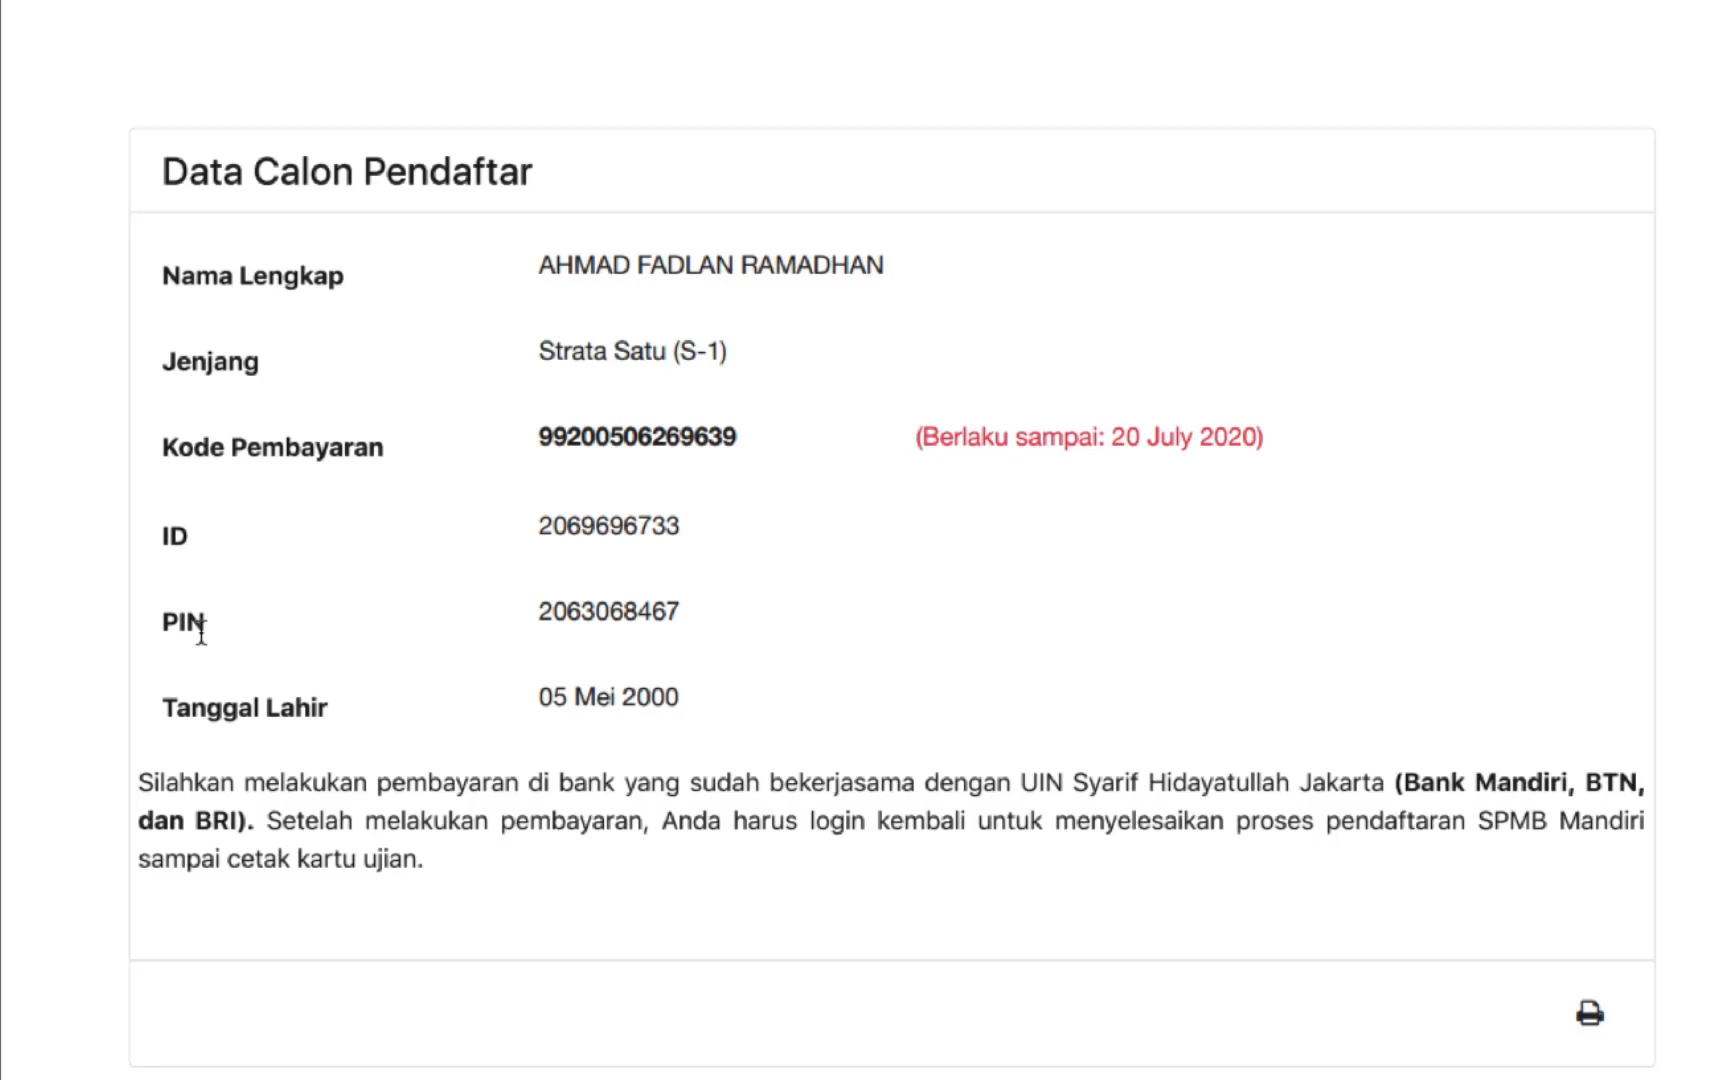 Data Calon Pendaftar
Nama Lengkap AHMAD FADLAN RAMADHAN
Jenjang Strata Satu (S-1)
Kode Pembayaran 99200506269639 (Berlaku sampai: 20 July 2020)
ID 2069696733
PIN 2063068467
Tanggal Lahir 05 Mei 2000
Silahkan melakukan pembayaran di bank yang sudah bekerjasama dengan UIN Syarif Hidayatullah Jakarta (Bank Mandiri, BTN,
dan BRI). Setelah melakukan pembayaran, Anda harus login kembali untuk menyelesaikan proses pendaftaran SPMB Mandiri
sampai cetak kartu ujian.